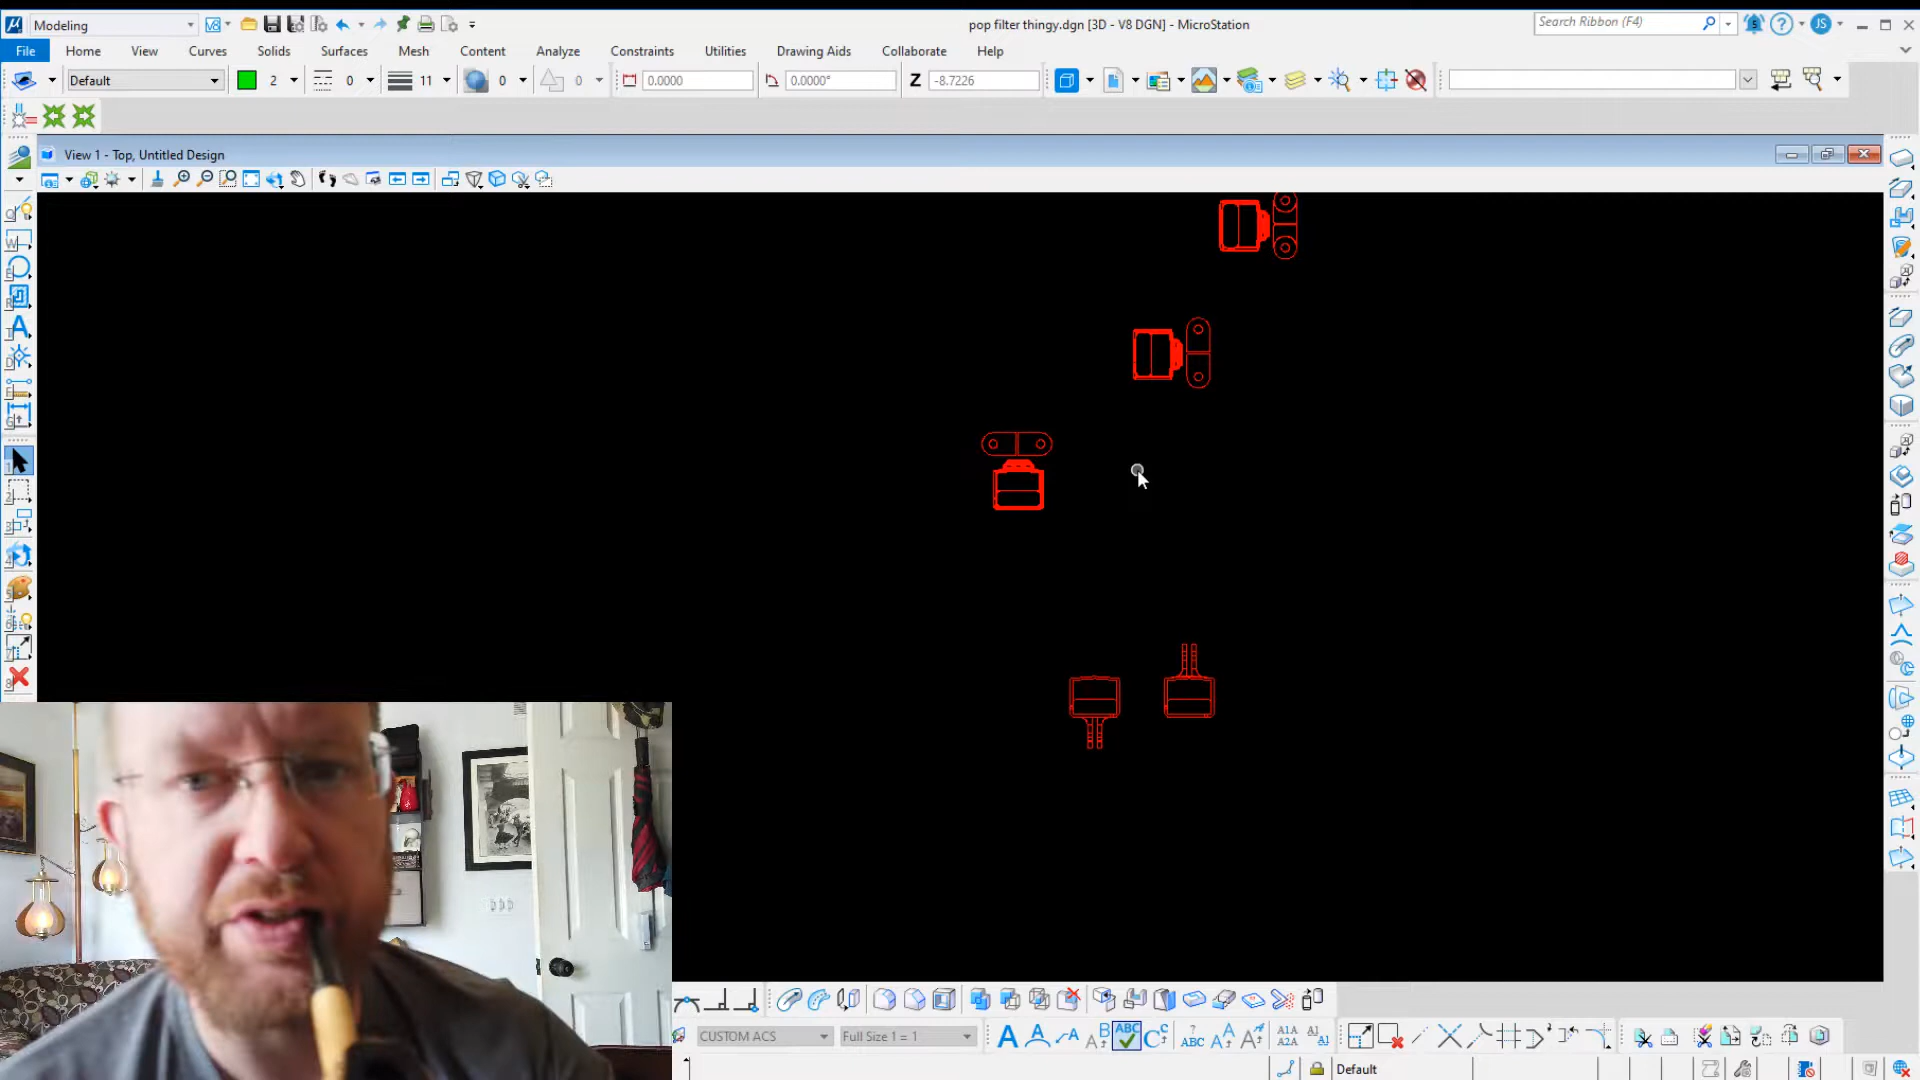 Modeling
pop filter thingy.dgn [3D - V8 DGN] - MicroStation
Search Ribbon (F4)
JS
File Home View Curves Solids Surfaces Mesh Content Analyze Constraints Utilities Drawing Aids Collaborate Help
Default 2 0 11 0 0 0.0000 0.0000° Z -8.7226
View 1 - Top, Untitled Design
CUSTOM ACS Full Size 1 = 1
Default